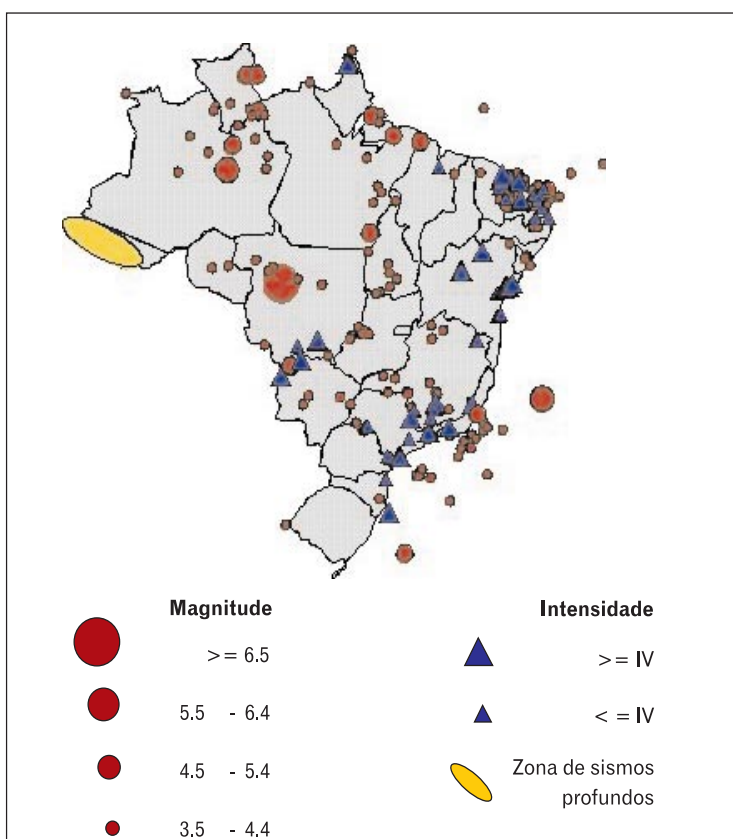 Magnitude
>= 6.5
5.5 - 6.4
4.5 - 5.4
3.5 - 4.4
Intensidade
>= IV
<= IV
Zona de sismos
profundos